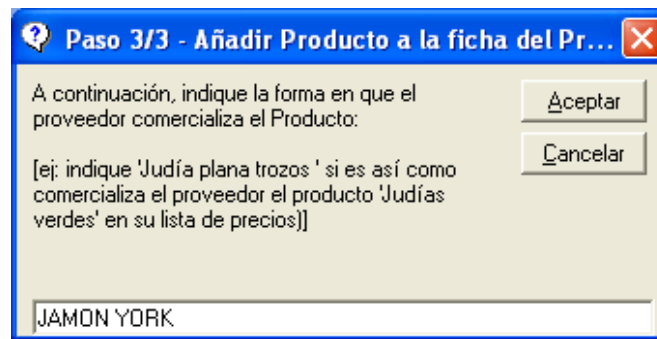 Paso 3/3 - Añadir Producto a la ficha del Pr...
A continuación, indique la forma en que el
proveedor comercializa el Producto:
Aceptar
Cancelar
[ej: indique 'Judía plana trozos ' si es así como
comercializa el proveedor el producto 'Judías
verdes' en su lista de precios)]
JAMON YORK